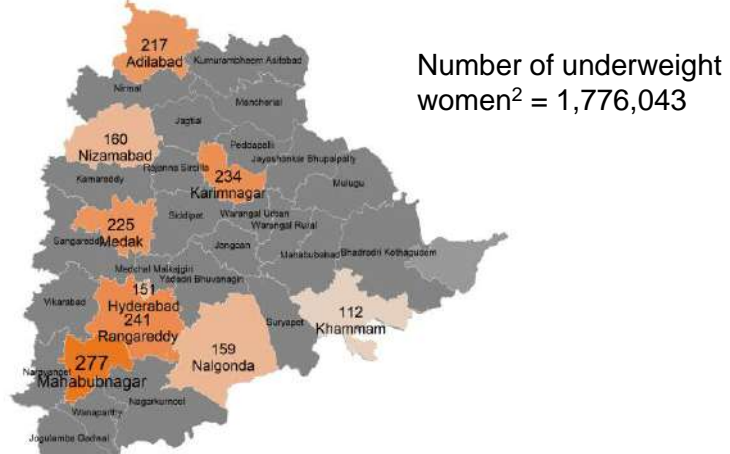 217
Adilabad
Kumurambheem Asifabad
Nirmal
Mancherial
Jagtial
160
Nizamabad
Peddapalli
Jayashankar Bhupalpally
Rajanna Sircilla
234
Karimnagar
Kamareddy
Mulugu
225
Medak
Sangareddy
Siddipet
Warangal Urban
Warangal Rural
Jongoan
Mahabubabad
Bhadradri Kothagudem
Medchal Malkajgiri
Yadadri Bhuvanagiri
151
Hyderabad
241
Rangareddy
Vikarabad
Suryapet
112
Khammam
159
Nalgonda
277
Mahabubnagar
Narayanpet
Nagarkurnool
Wanaparthy
Jogulamba Gadwal
Number of underweight
women² = 1,776,043